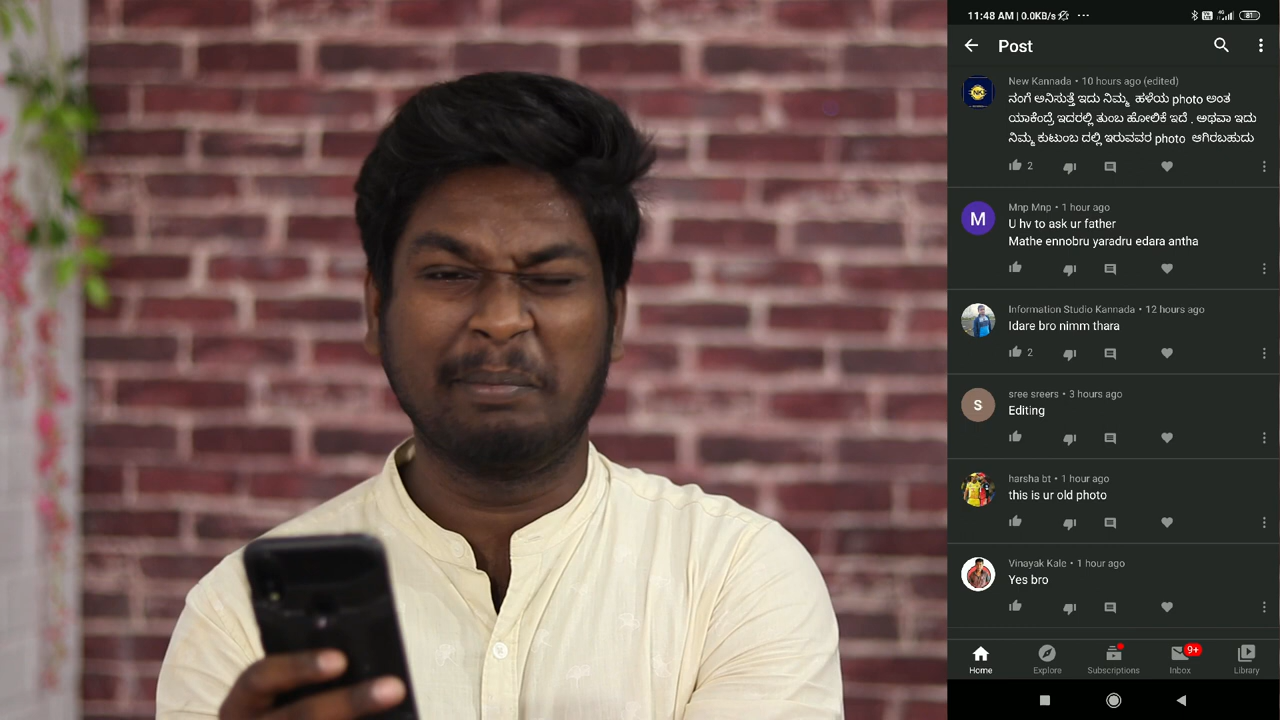 11:48 AM | 0.0KB/s
81
Post
New Kannada • 10 hours ago (edited)
ನಂಗೆ ಅನಿಸುತ್ತೆ ಇದು ನಿಮ್ಮ ಹಳೆಯ photo ಅಂತ
ಯಾಕೆಂದ್ರೆ ಇದರಲ್ಲಿ ತುಂಬ ಹೋಲಿಕೆ ಇದೆ . ಅಥವಾ ಇದು
ನಿಮ್ಮ ಕುಟುಂಬ ದಲ್ಲಿ ಇರುವವರ photo ಆಗಿರಬಹುದು
2
Mnp Mnp • 1 hour ago
U hv to ask ur father
Mathe ennobru yaradru edara antha
Information Studio Kannada • 12 hours ago
Idare bro nimm thara
2
sree sreers • 3 hours ago
Editing
harsha bt • 1 hour ago
this is ur old photo
Vinayak Kale • 1 hour ago
Yes bro
9+
Home Explore Subscriptions Inbox Library